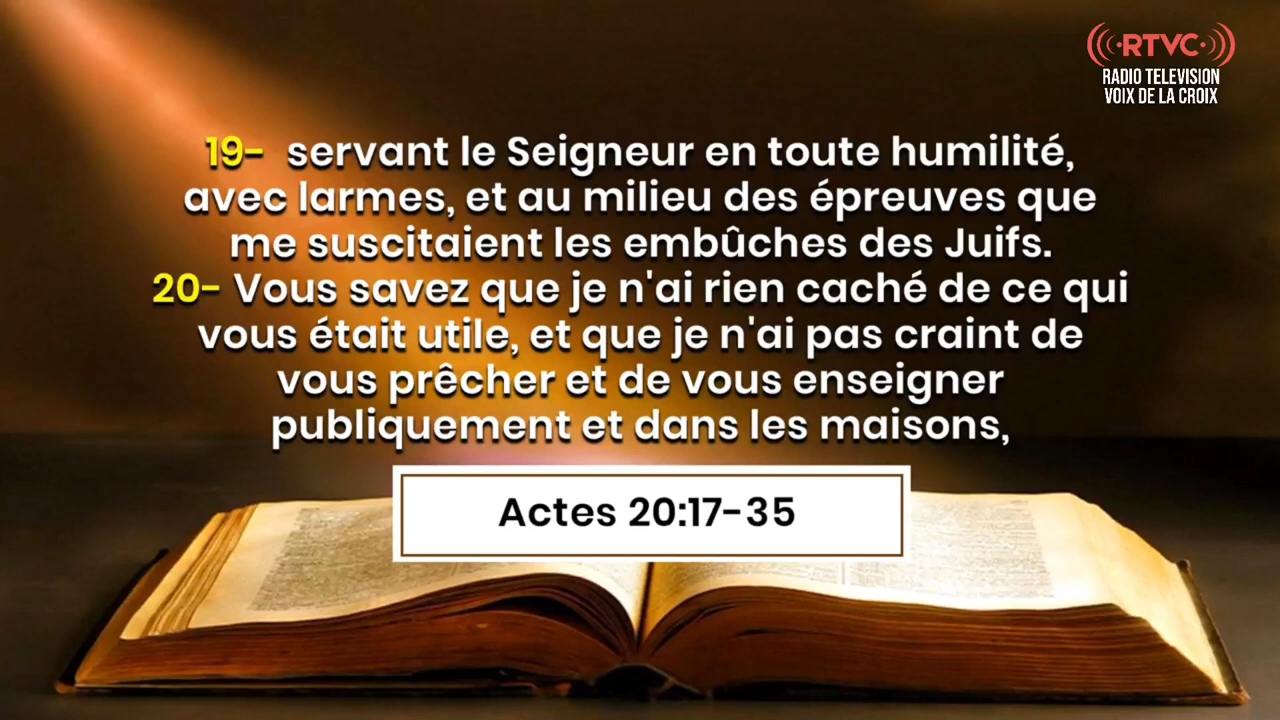 ((·RTVC·))
RADIO TELEVISION
VOIX DE LA CROIX
19- servant le Seigneur en toute humilité,
avec larmes, et au milieu des épreuves que
me suscitaient les embûches des Juifs.
20- Vous savez que je n'ai rien caché de ce qui
vous était utile, et que je n'ai pas craint de
vous prêcher et de vous enseigner
publiquement et dans les maisons,
Actes 20:17-35